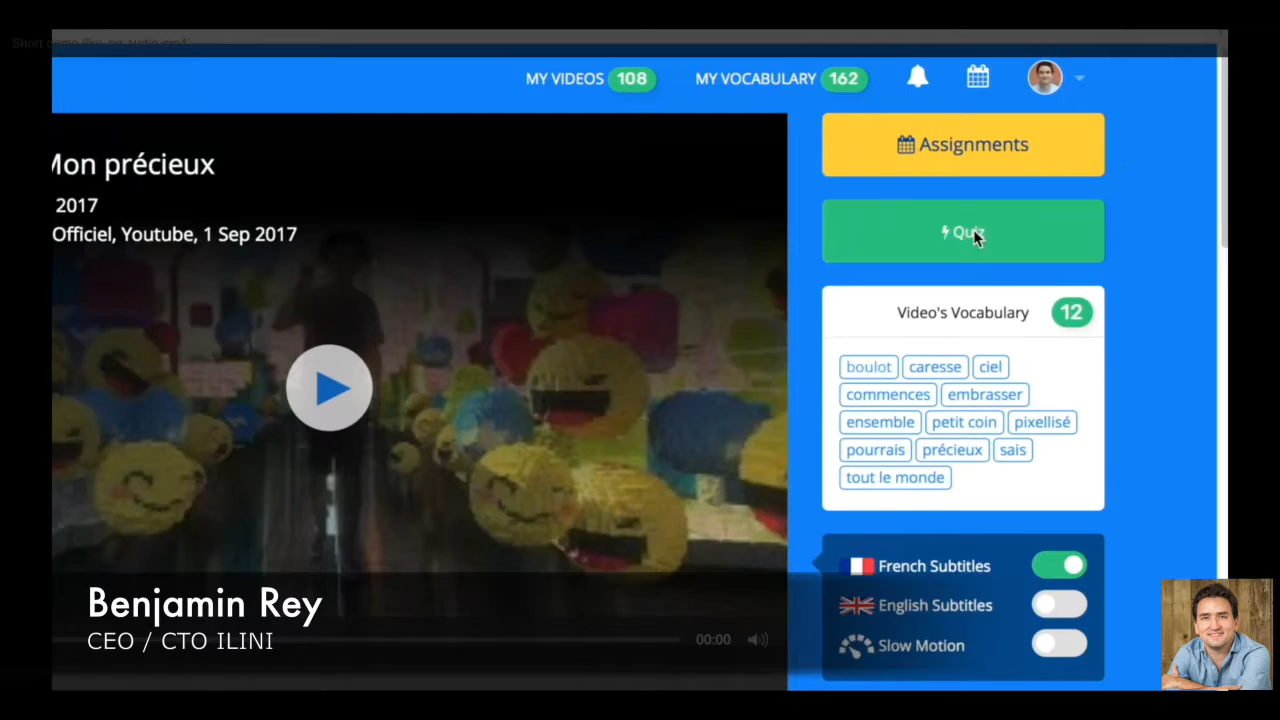 MY VIDEOS 108
MY VOCABULARY 162
Mon précieux
2017
Officiel, Youtube, 1 Sep 2017
Assignments
Quiz
Video's Vocabulary 12
boulot caresse ciel
commences embrasser
ensemble petit coin pixellisé
pourrais précieux sais
tout le monde
French Subtitles
English Subtitles
Slow Motion
00:00
Benjamin Rey
CEO / CTO ILINI